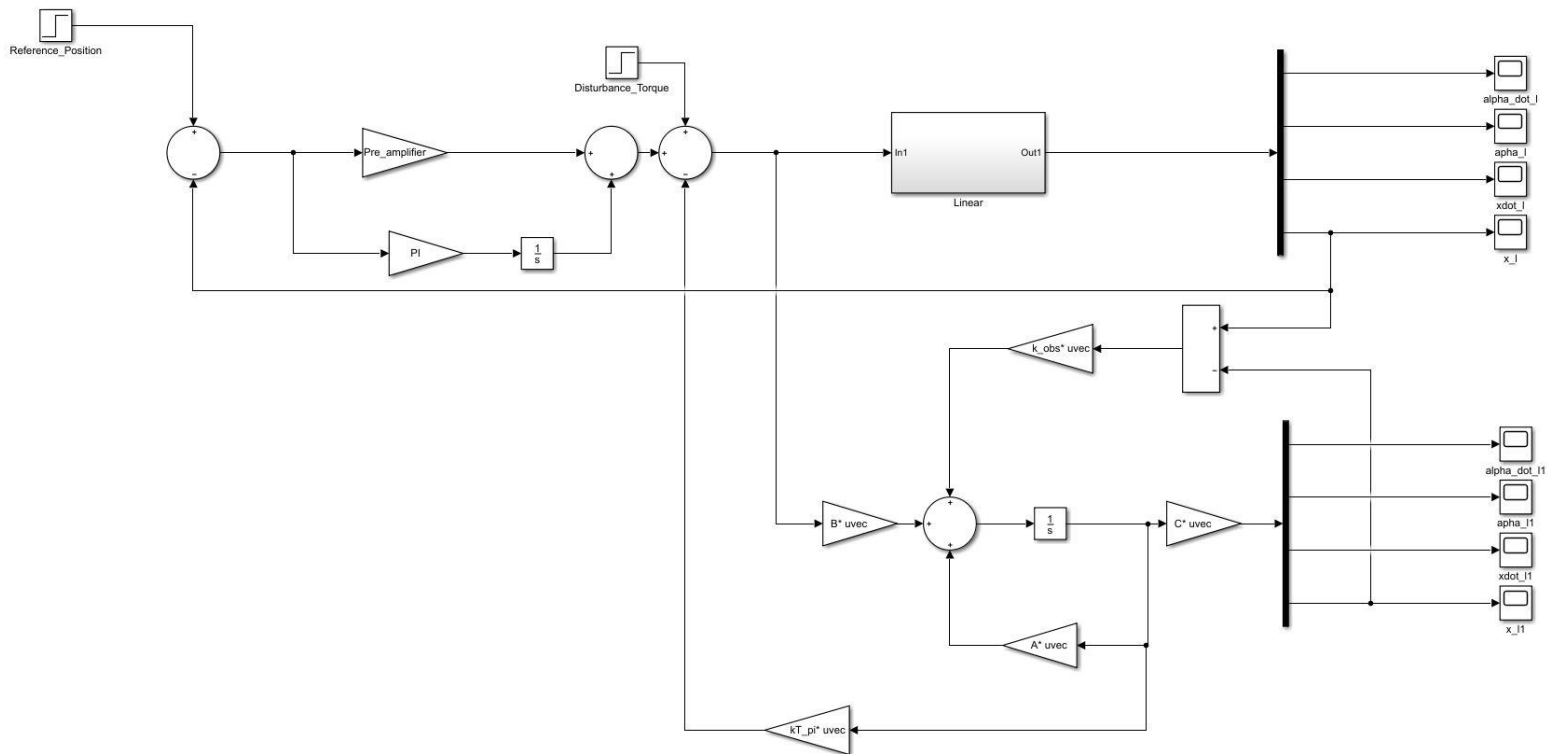 Reference_Position
+
−
Pre_amplifier
PI
1
s
+
+
Disturbance_Torque
+
+
−
In1
Out1
Linear
alpha_dot_l
apha_l
xdot_l
x_l
+
−
k_obs* uvec
B* uvec
+
+
+
1
s
C* uvec
A* uvec
kT_pi* uvec
alpha_dot_l1
apha_l1
xdot_l1
x_l1